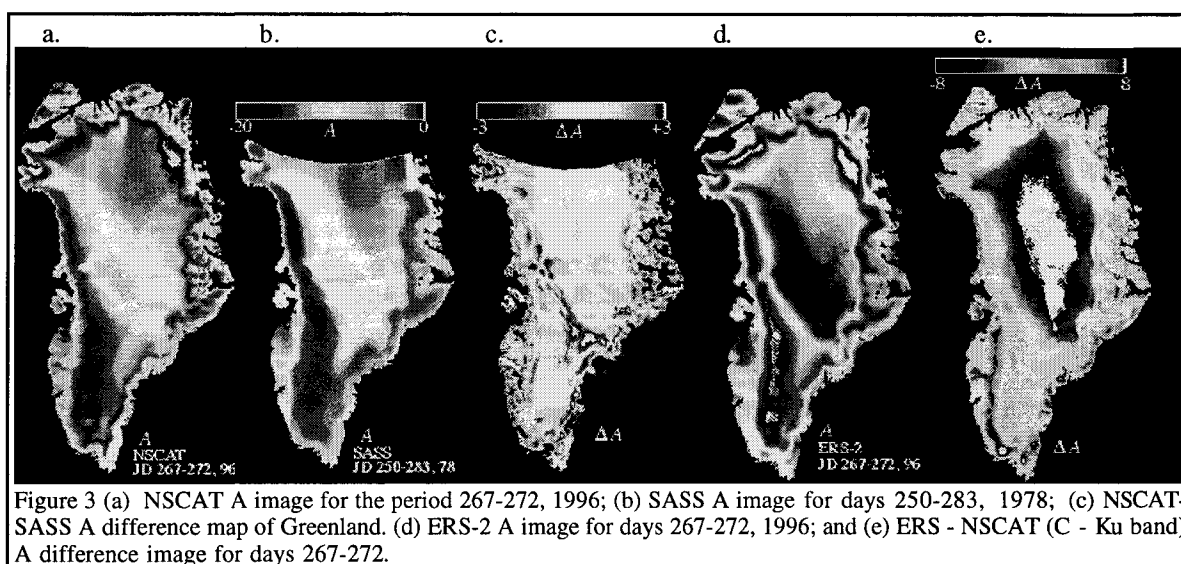 a. b. c. d. e.
-8 8
ΔA
-20 0
A
-3 +3
ΔA
A
NSCAT
JD 267-272, 96
A
SASS
JD 250-283, 78
ΔA
A
ERS-2
JD 267-272, 96
ΔA
Figure 3 (a) NSCAT A image for the period 267-272, 1996; (b) SASS A image for days 250-283, 1978; (c) NSCAT-
SASS A difference map of Greenland. (d) ERS-2 A image for days 267-272, 1996; and (e) ERS - NSCAT (C - Ku band)
A difference image for days 267-272.